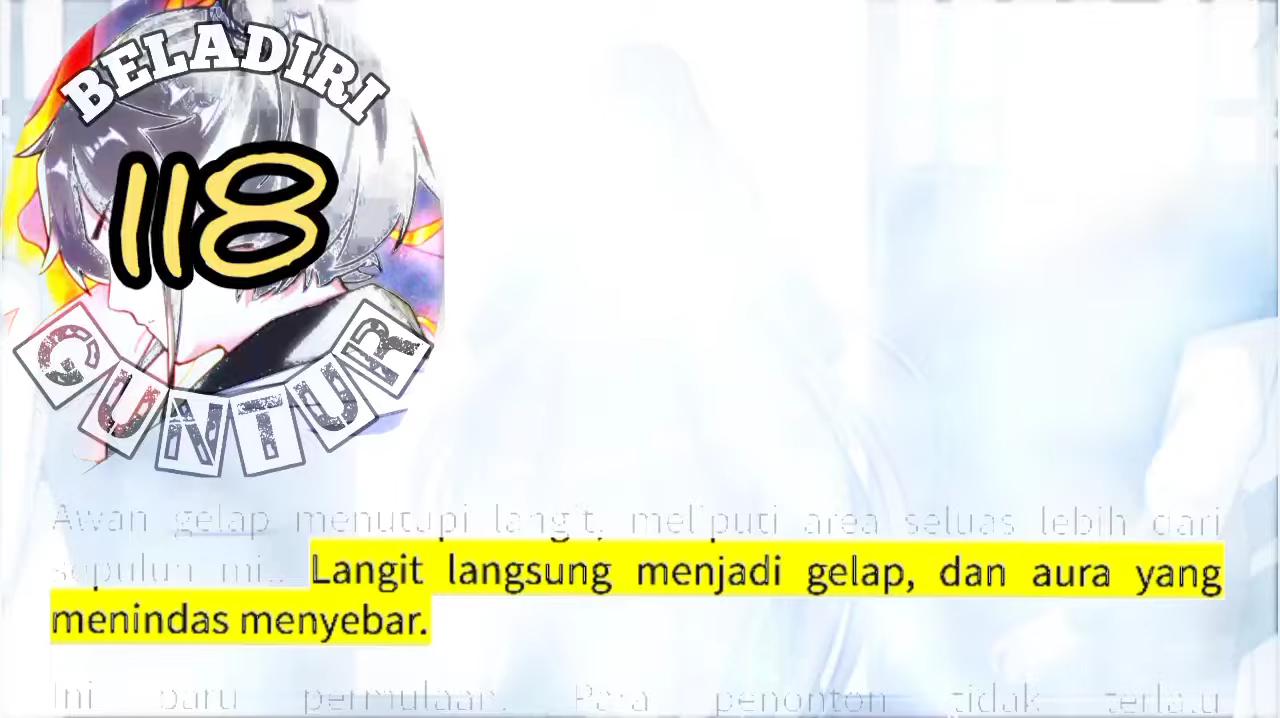 BELADIRI
118
GUNTUR
Awan gelap menutupi langit, meliputi area seluas lebih dari
sepuluh mil. Langit langsung menjadi gelap, dan aura yang
menindas menyebar.
Ini baru permulaan. Para penonton tidak terlalu